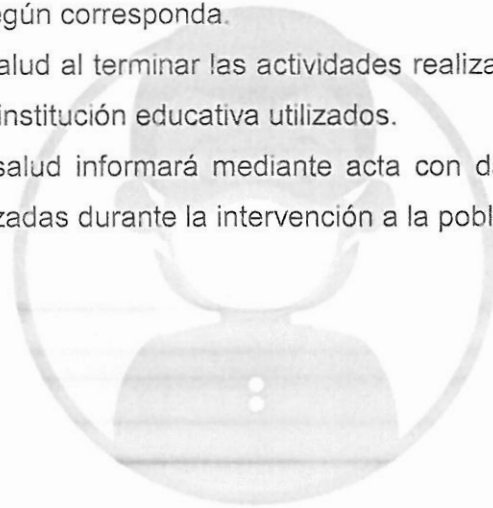 egún corresponda.
alud al terminar las actividades realiza
institución educativa utilizados.
salud informará mediante acta con d
zadas durante la intervención a la pobl